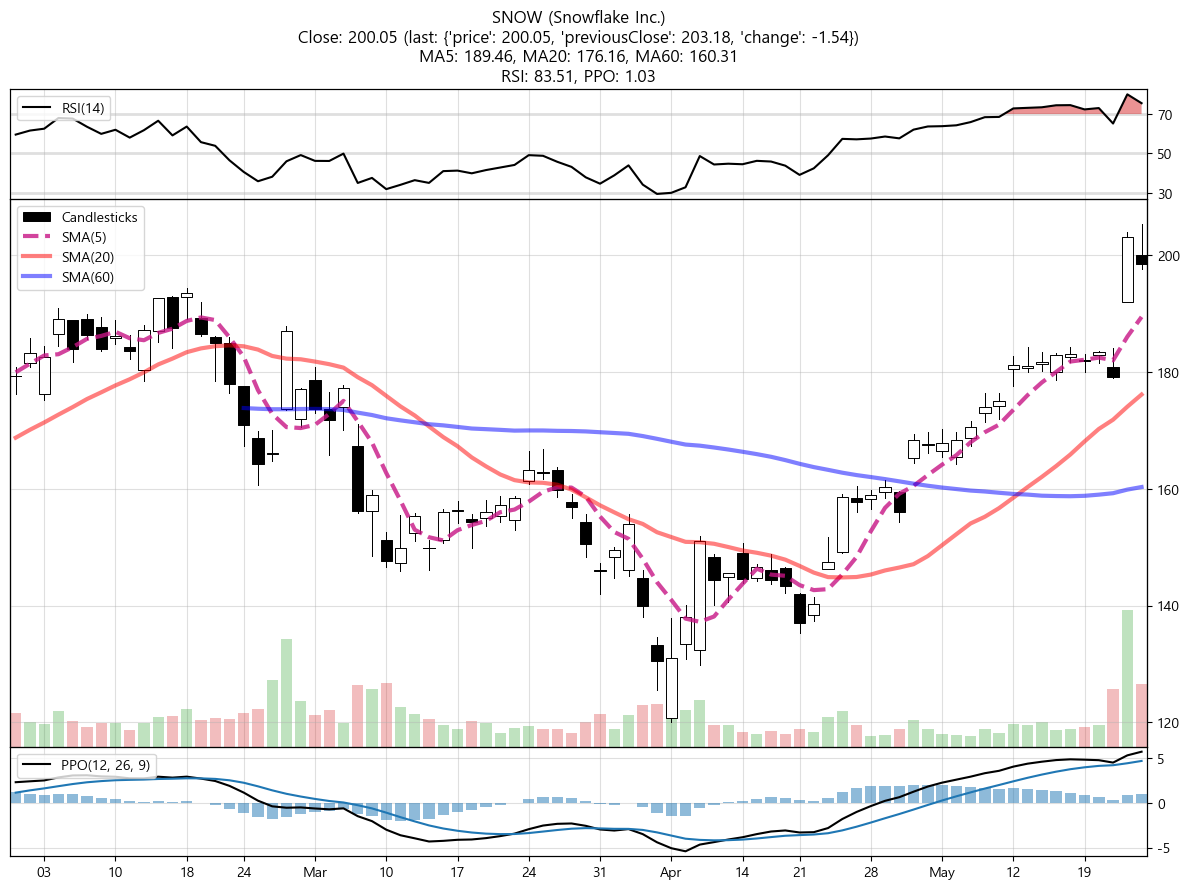 SNOW (Snowflake Inc.)
Close: 200.05 (last: {'price': 200.05, 'previousClose': 203.18, 'change': -1.54})
MA5: 189.46, MA20: 176.16, MA60: 160.31
RSI: 83.51, PPO: 1.03
RSI(14)
70
50
30
Candlesticks
SMA(5)
SMA(20)
SMA(60)
200
180
160
140
120
PPO(12, 26, 9)
5
0
-5
03 10 18 24 Mar 10 17 24 31 Apr 14 21 28 May 12 19